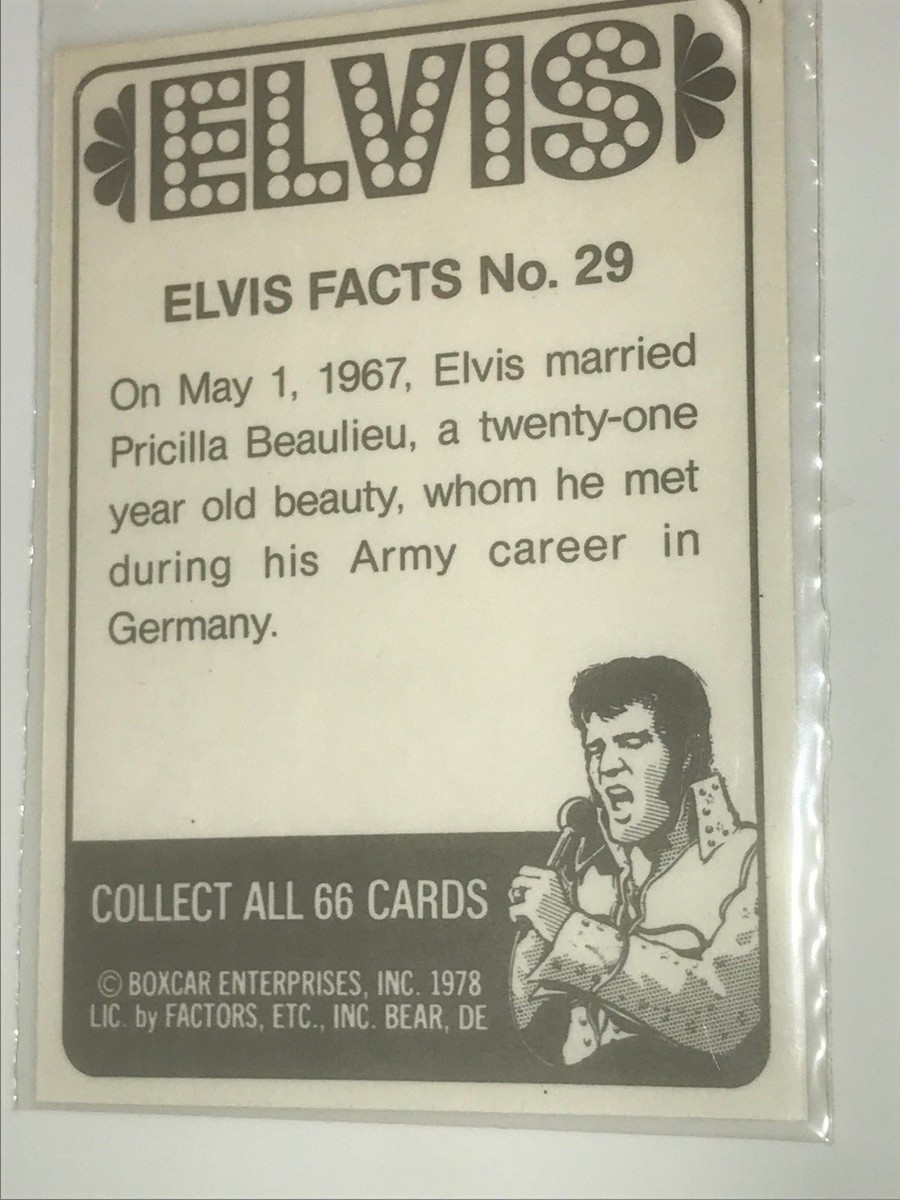 ELVIS
ELVIS FACTS No. 29
On May 1, 1967, Elvis married
Pricilla Beaulieu, a twenty-one
year old beauty, whom he met
during his Army career in
Germany.
COLLECT ALL 66 CARDS
© BOXCAR ENTERPRISES, INC. 1978
LIC. by FACTORS, ETC., INC. BEAR, DE